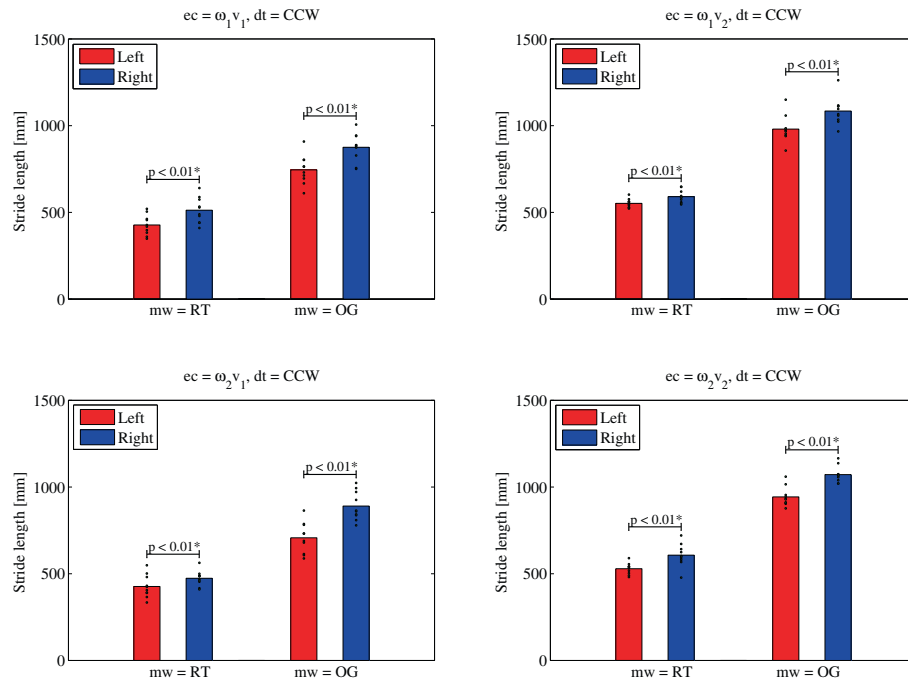 ec = ω₁v₁, dt = CCW
1500
1000
500
0
Stride length [mm]
Left
Right
p < 0.01*
p < 0.01*
mw = RT
mw = OG
ec = ω₁v₂, dt = CCW
1500
1000
500
0
Stride length [mm]
Left
Right
p < 0.01*
p < 0.01*
mw = RT
mw = OG
ec = ω₂v₁, dt = CCW
1500
1000
500
0
Stride length [mm]
Left
Right
p < 0.01*
p < 0.01*
mw = RT
mw = OG
ec = ω₂v₂, dt = CCW
1500
1000
500
0
Stride length [mm]
Left
Right
p < 0.01*
p < 0.01*
mw = RT
mw = OG